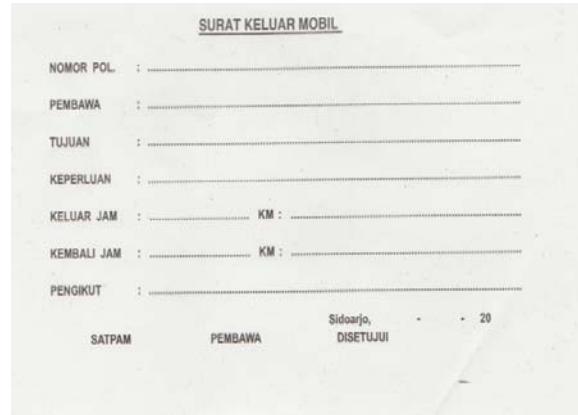 SURAT KELUAR MOBIL
NOMOR POL. : ................................................
PEMBAWA : ................................................
TUJUAN : ................................................
KEPERLUAN : ................................................
KELUAR JAM : .................... KM : ................................
KEMBALI JAM : .................... KM : ................................
PENGIKUT : ................................................
Sidoarjo, - - 20
SATPAM PEMBAWA DISETUJUI